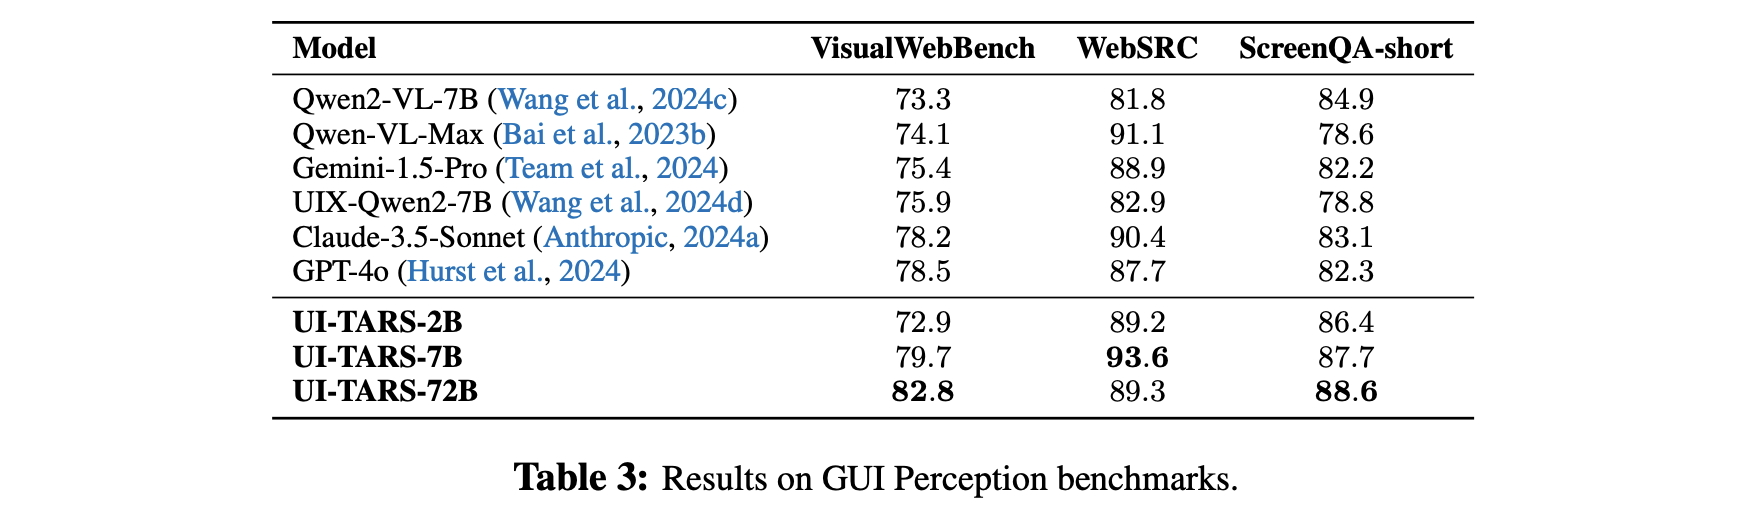 Model VisualWebBench WebSRC ScreenQA-short
Qwen2-VL-7B (Wang et al., 2024c) 73.3 81.8 84.9
Qwen-VL-Max (Bai et al., 2023b) 74.1 91.1 78.6
Gemini-1.5-Pro (Team et al., 2024) 75.4 88.9 82.2
UIX-Qwen2-7B (Wang et al., 2024d) 75.9 82.9 78.8
Claude-3.5-Sonnet (Anthropic, 2024a) 78.2 90.4 83.1
GPT-4o (Hurst et al., 2024) 78.5 87.7 82.3
UI-TARS-2B 72.9 89.2 86.4
UI-TARS-7B 79.7 93.6 87.7
UI-TARS-72B 82.8 89.3 88.6
Table 3: Results on GUI Perception benchmarks.